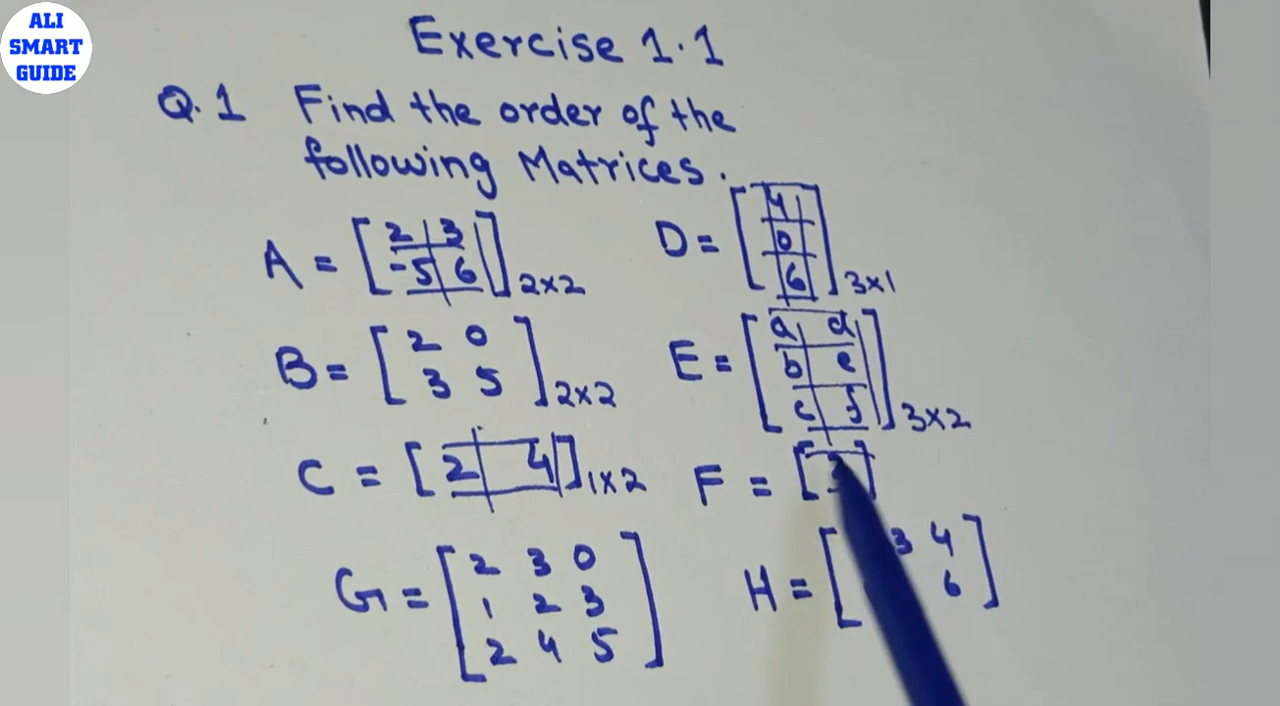 ALI
SMART
GUIDE
Exercise 1.1
Q.1 Find the order of the
following Matrices.
A = [2 3
-5 6] 2x2
D = [4
0
6] 3x1
B = [2 0
3 5] 2x2
E = [a d
b e
c f] 3x2
C = [2 4] 1x2
F = [ ]
G = [2 3 0
1 2 3
2 4 5]
H = [ 3 4
6]